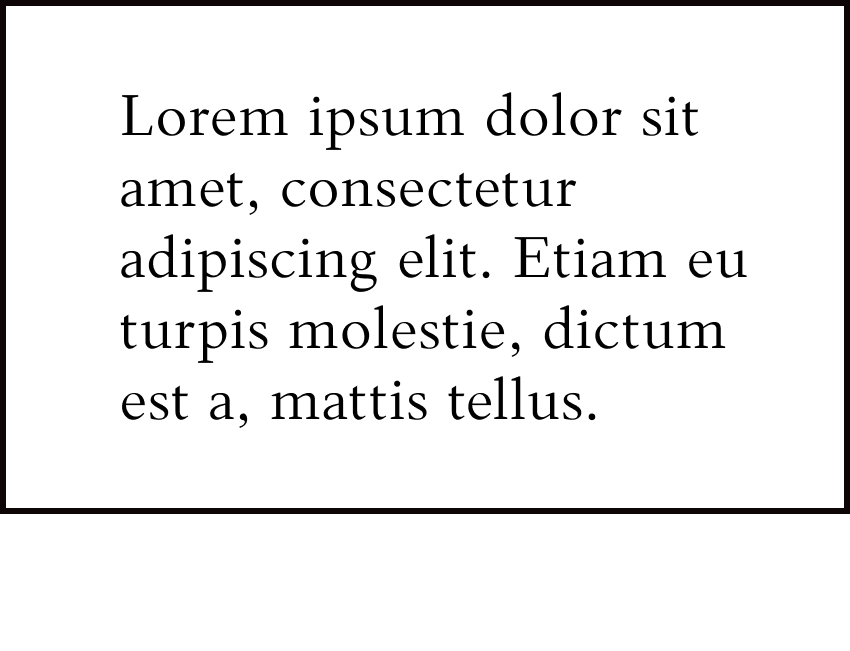 Lorem ipsum dolor sit
amet, consectetur
adipiscing elit. Etiam eu
turpis molestie, dictum
est a, mattis tellus.